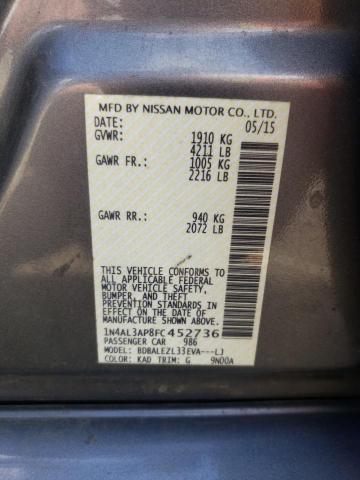 MFD BY NISSAN MOTOR CO., LTD.
DATE: 05/15
GVWR: 1910 KG
4211 LB
GAWR FR.: 1005 KG
2216 LB
GAWR RR.: 940 KG
2072 LB
THIS VEHICLE CONFORMS TO
ALL APPLICABLE FEDERAL
MOTOR VEHICLE SAFETY,
BUMPER, AND THEFT
PREVENTION STANDARDS IN
EFFECT ON THE DATE OF
MANUFACTURE SHOWN ABOVE.
1N4AL3AP8FC452736
PASSENGER CAR 986
MODEL: BDBALEZL33EVA---LJ
COLOR: KAD TRIM: G 9N00A